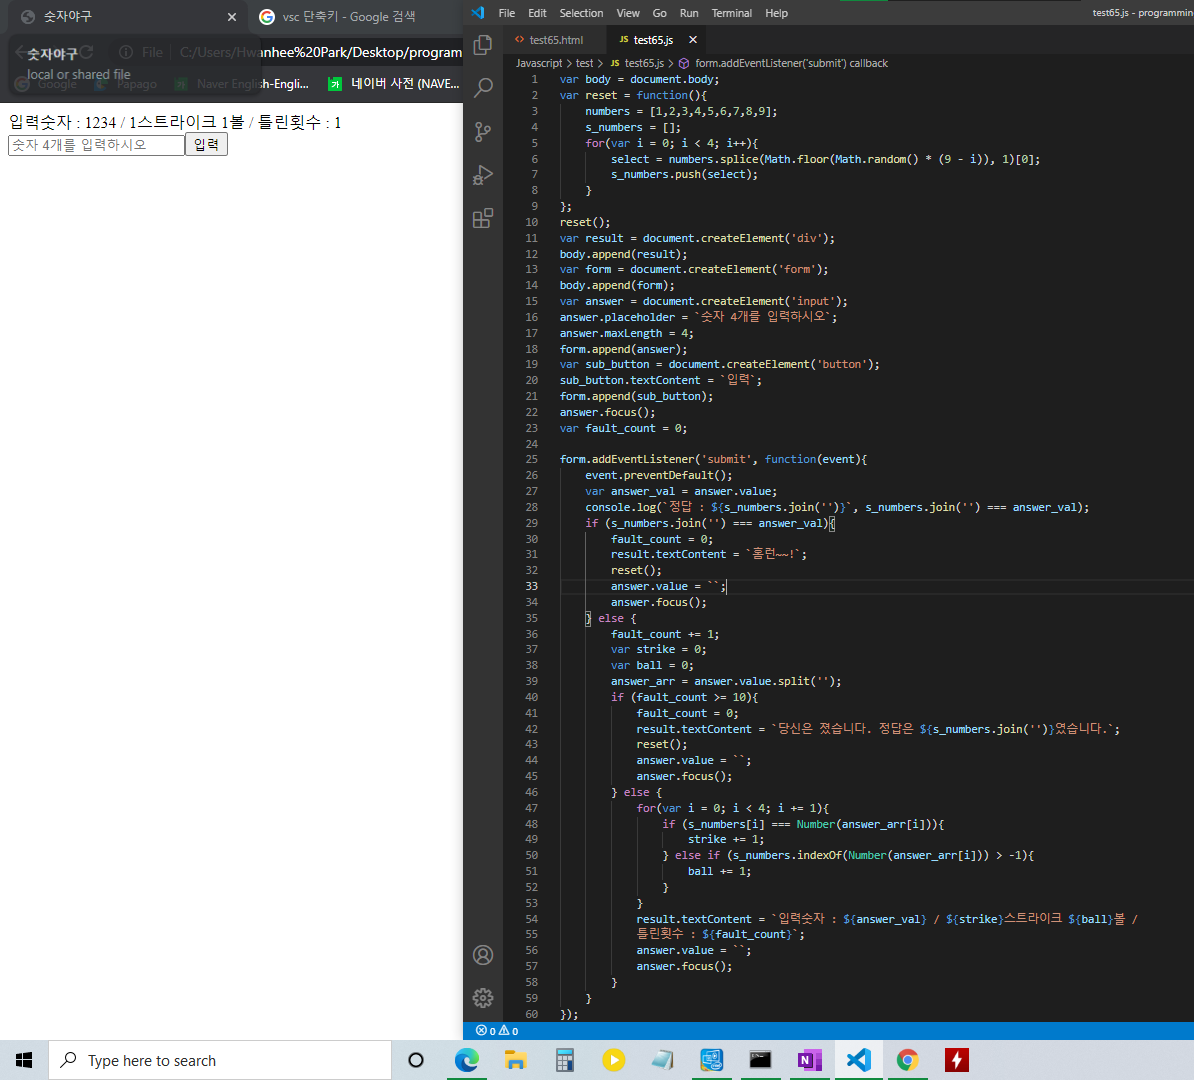 숫자야구
vsc 단축키 - Google 검색
숫자야구
local or shared file
File
C:/Users/Hwanhee%20Park/Desktop/program
Google
Papago
Naver English-Engli...
네이버 사전 (NAVE...
입력숫자 : 1234 / 1스트라이크 1볼 / 틀린횟수 : 1
숫자 4개를 입력하시오
입력
File Edit Selection View Go Run Terminal Help
test65.js - programmin
test65.html
JS test65.js
Javascript > test > JS test65.js > form.addEventListener('submit') callback
1 var body = document.body;
2 var reset = function(){
3 numbers = [1,2,3,4,5,6,7,8,9];
4 s_numbers = [];
5 for(var i = 0; i < 4; i++){
6 select = numbers.splice(Math.floor(Math.random() * (9 - i)), 1)[0];
7 s_numbers.push(select);
8 }
9 };
10 reset();
11 var result = document.createElement('div');
12 body.append(result);
13 var form = document.createElement('form');
14 body.append(form);
15 var answer = document.createElement('input');
16 answer.placeholder = `숫자 4개를 입력하시오`;
17 answer.maxLength = 4;
18 form.append(answer);
19 var sub_button = document.createElement('button');
20 sub_button.textContent = `입력`;
21 form.append(sub_button);
22 answer.focus();
23 var fault_count = 0;
24
25 form.addEventListener('submit', function(event){
26 event.preventDefault();
27 var answer_val = answer.value;
28 console.log(`정답 : ${s_numbers.join('')}`, s_numbers.join('') === answer_val);
29 if (s_numbers.join('') === answer_val){
30 fault_count = 0;
31 result.textContent = `홈런~~!`;
32 reset();
33 answer.value = ``;
34 answer.focus();
35 } else {
36 fault_count += 1;
37 var strike = 0;
38 var ball = 0;
39 answer_arr = answer.value.split('');
40 if (fault_count >= 10){
41 fault_count = 0;
42 result.textContent = `당신은 졌습니다. 정답은 ${s_numbers.join('')}였습니다.`;
43 reset();
44 answer.value = ``;
45 answer.focus();
46 } else {
47 for(var i = 0; i < 4; i += 1){
48 if (s_numbers[i] === Number(answer_arr[i])){
49 strike += 1;
50 } else if (s_numbers.indexOf(Number(answer_arr[i])) > -1){
51 ball += 1;
52 }
53 }
54 result.textContent = `입력숫자 : ${answer_val} / ${strike}스트라이크 ${ball}볼 /
55 틀린횟수 : ${fault_count}`;
56 answer.value = ``;
57 answer.focus();
58 }
59 }
60 });
0 0
Type here to search